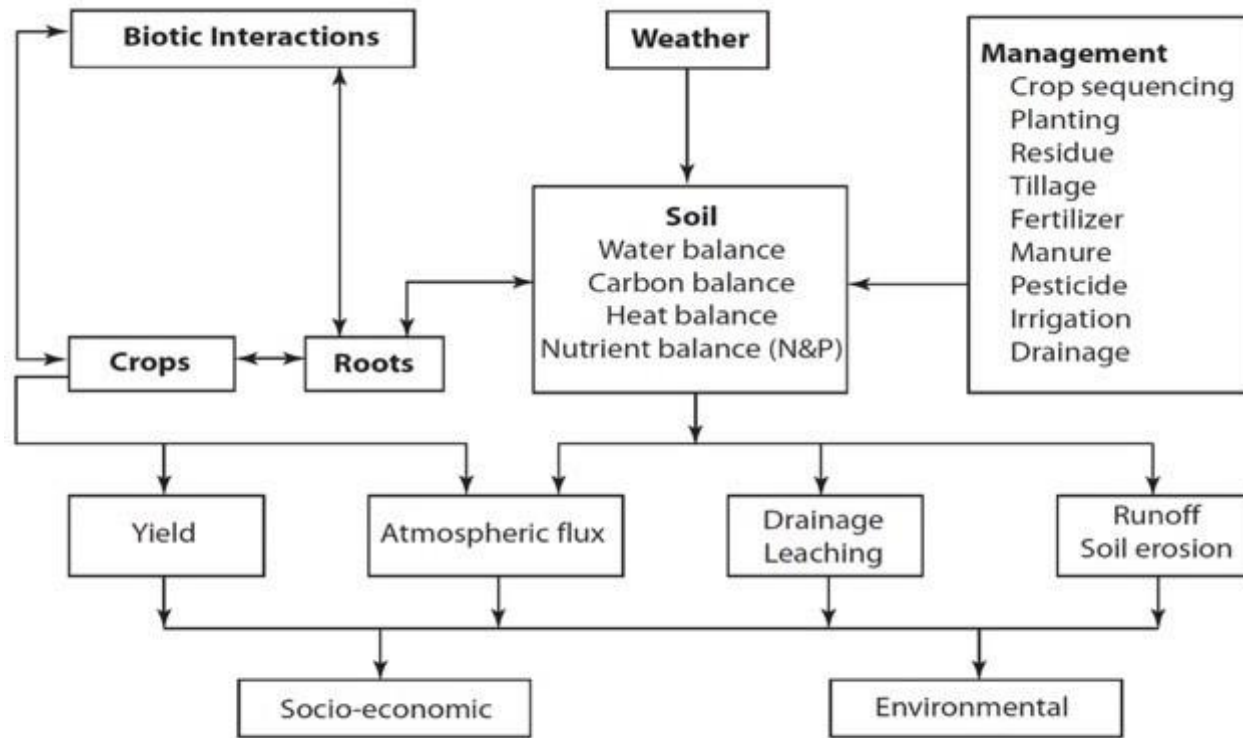 Biotic Interactions
Weather
Management
Crop sequencing
Planting
Residue
Tillage
Fertilizer
Manure
Pesticide
Irrigation
Drainage
Soil
Water balance
Carbon balance
Heat balance
Nutrient balance (N&P)
Crops
Roots
Yield
Atmospheric flux
Drainage
Leaching
Runoff
Soil erosion
Socio-economic
Environmental